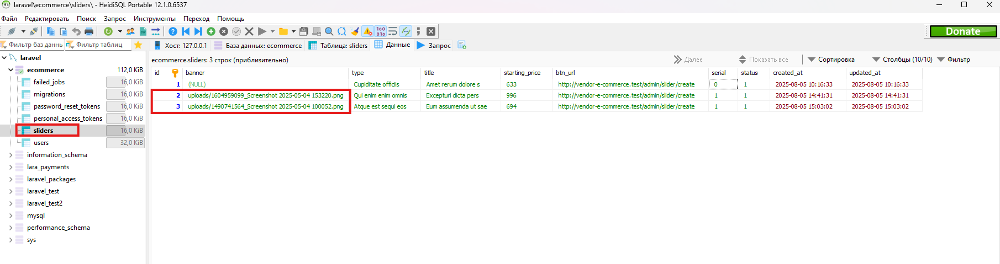 laravel\ecommerce\sliders\ - HeidiSQL Portable 12.1.0.6537
Файл Редактировать Поиск Запрос Инструменты Переход Помощь
Donate
Фильтр баз даннь Фильтр таблиц Хост: 127.0.0.1 База данных: ecommerce Таблица: sliders Данные Запрос
laravel
ecommerce 112,0 KiB
failed_jobs 16,0 KiB
migrations 16,0 KiB
password_reset_tokens 16,0 KiB
personal_access_tokens 16,0 KiB
sliders 16,0 KiB
users 32,0 KiB
information_schema
lara_payments
laravel_packages
laravel_test
laravel_test2
mysql
performance_schema
sys
ecommerce.sliders: 3 строк (приблизительно) Далее Показать все Сортировка Столбцы (10/10) Фильтр
id banner type title starting_price btn_url serial status created_at updated_at
1 (NULL) Cupiditate officiis Amet rerum dolore s 633 http://vendor-e-commerce.test/admin/slider/create 0 1 2025-08-05 10:16:33 2025-08-05 10:16:33
2 uploads/1604959099_Screenshot 2025-05-04 153220.png Qui enim enim omnis Excepturi dicta pers 996 http://vendor-e-commerce.test/admin/slider/create 1 1 2025-08-05 14:41:31 2025-08-05 14:41:31
3 uploads/1490741564_Screenshot 2025-05-04 100052.png Atque est sequi eos Eum assumenda ut sae 694 http://vendor-e-commerce.test/admin/slider/create 1 1 2025-08-05 15:03:02 2025-08-05 15:03:02